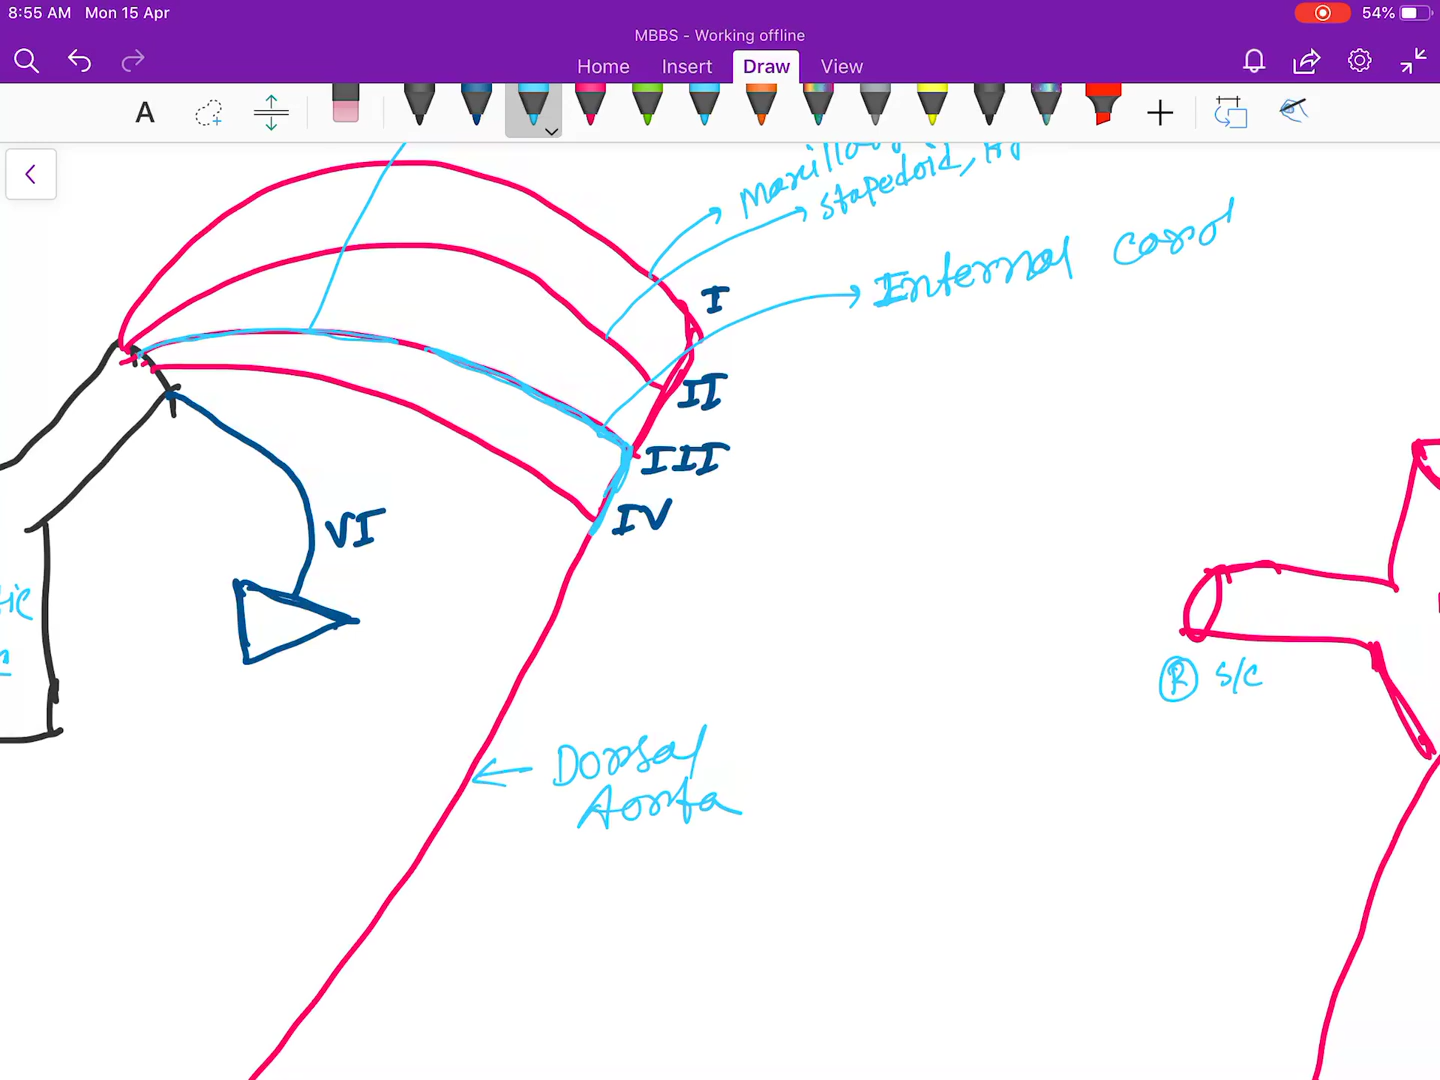 8:55 AM Mon 15 Apr
54%
MBBS - Working offline
Home Insert Draw View
A
stapedoid,
Internal
I
II
III
IV
VI
R S/C
Dorsal
Aorta